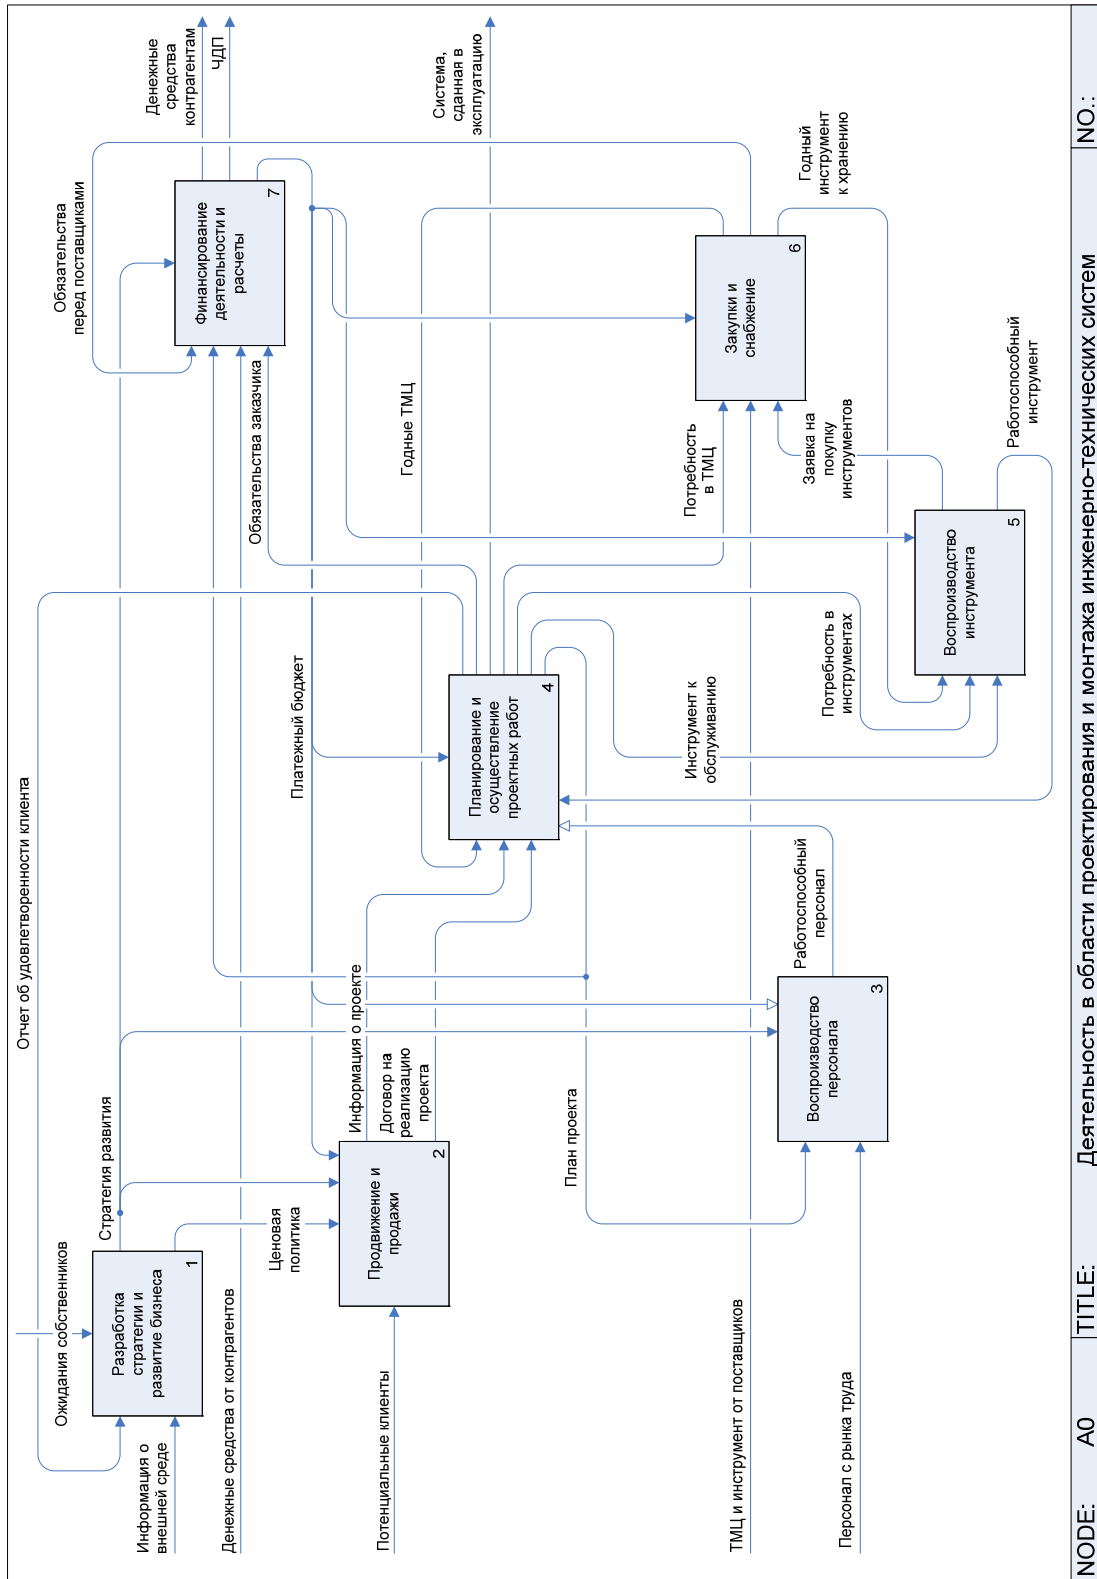 Ожидания собственников
Отчет об удовлетворенности клиента
Информация о
внешней среде
Разработка
стратегии и
развитие бизнеса
1
Стратегия развития
Ценовая
политика
Денежные средства от контрагентов
Потенциальные клиенты
Продвижение и
продажи
2
Информация о проекте
Договор на
реализацию
проекта
Платежный бюджет
План проекта
ТМЦ и инструмент от поставщиков
Персонал с рынка труда
Воспроизводство
персонала
3
Работоспособный
персонал
Планирование и
осуществление
проектных работ
4
Инструмент к
обслуживанию
Потребность в
инструментах
Воспроизводство
инструмента
5
Работоспособный
инструмент
Заявка на
покупку
инструментов
Потребность
в ТМЦ
Годные ТМЦ
Обязательства заказчика
Закупки и
снабжение
6
Годный
инструмент
к хранению
Обязательства
перед поставщиками
Финансирование
деятельности и
расчеты
7
Денежные
средства
контрагентам
ЧДП
Система,
сданная в
эксплуатацию
NODE:
A0
TITLE:
Деятельность в области проектирования и монтажа инженерно-технических систем
NO.: